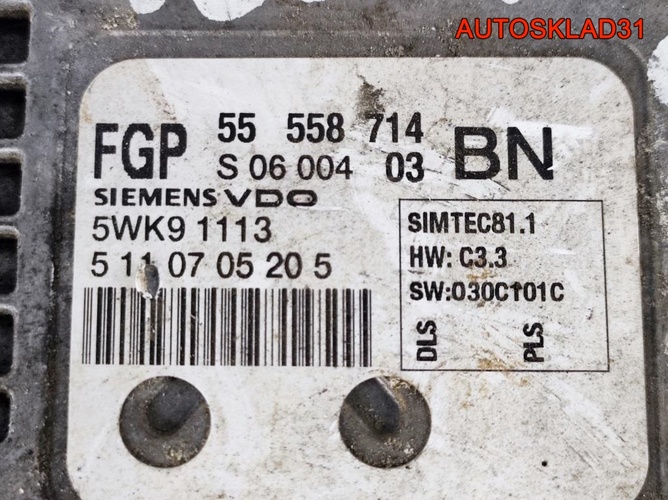 AUTOSKLAD31
FGP 55 558 714 BN
S 06 004 03
SIEMENS VDO
5WK9 1113
5 11 07 05 20 5
SIMTEC81.1
HW: C3.3
SW:030C101C
DLS PLS